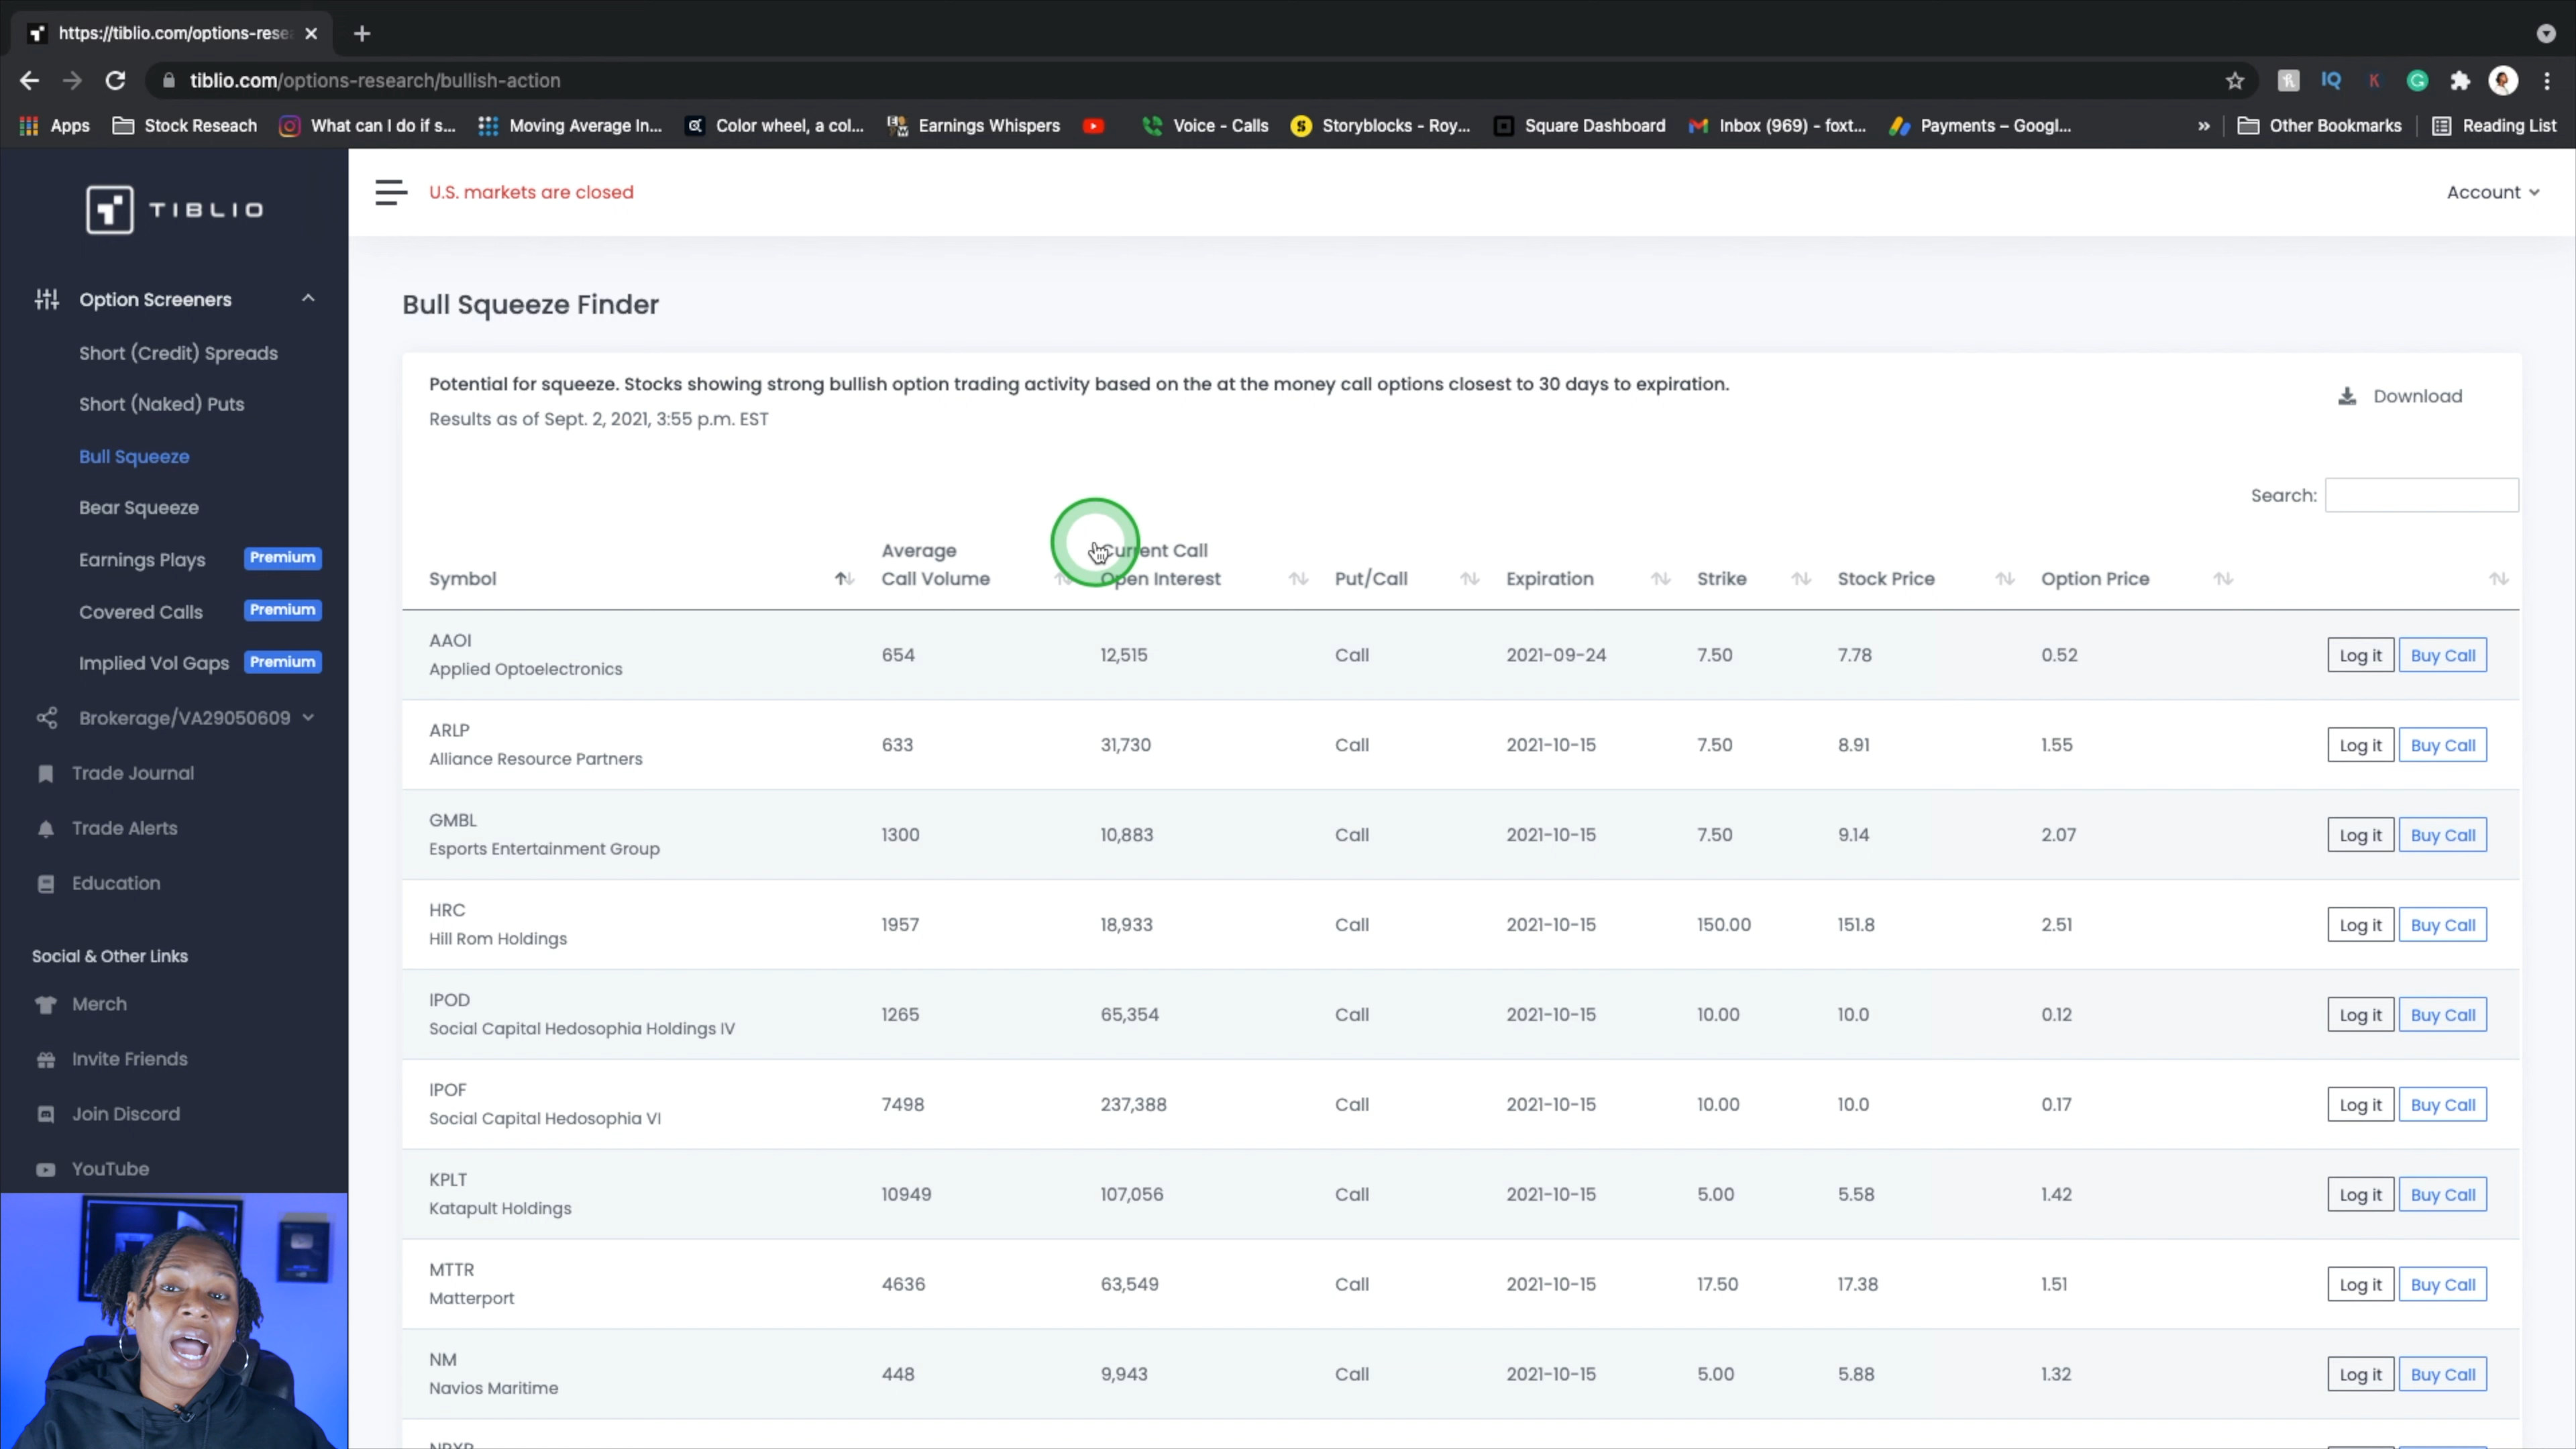 https://tiblio.com/options-rese
tiblio.com/options-research/bullish-action
IQ
K
Apps
Stock Reseach
What can I do if s...
Moving Average In...
Color wheel, a col...
Earnings Whispers
Voice - Calls
Storyblocks - Roy...
Square Dashboard
Inbox (969) - foxt...
Payments – Googl...
»
Other Bookmarks
Reading List
TIBLIO
U.S. markets are closed
Account
Option Screeners
Short (Credit) Spreads
Short (Naked) Puts
Bull Squeeze
Bear Squeeze
Earnings Plays Premium
Covered Calls Premium
Implied Vol Gaps Premium
Brokerage/VA29050609
Trade Journal
Trade Alerts
Education
Social & Other Links
Merch
Invite Friends
Join Discord
YouTube
Bull Squeeze Finder
Potential for squeeze. Stocks showing strong bullish option trading activity based on the at the money call options closest to 30 days to expiration.
Results as of Sept. 2, 2021, 3:55 p.m. EST
Download
Search:
Symbol Average Call Volume Current Call Open Interest Put/Call Expiration Strike Stock Price Option Price
AAOI
Applied Optoelectronics
654 12,515 Call 2021-09-24 7.50 7.78 0.52 Log it Buy Call
ARLP
Alliance Resource Partners
633 31,730 Call 2021-10-15 7.50 8.91 1.55 Log it Buy Call
GMBL
Esports Entertainment Group
1300 10,883 Call 2021-10-15 7.50 9.14 2.07 Log it Buy Call
HRC
Hill Rom Holdings
1957 18,933 Call 2021-10-15 150.00 151.8 2.51 Log it Buy Call
IPOD
Social Capital Hedosophia Holdings IV
1265 65,354 Call 2021-10-15 10.00 10.0 0.12 Log it Buy Call
IPOF
Social Capital Hedosophia VI
7498 237,388 Call 2021-10-15 10.00 10.0 0.17 Log it Buy Call
KPLT
Katapult Holdings
10949 107,056 Call 2021-10-15 5.00 5.58 1.42 Log it Buy Call
MTTR
Matterport
4636 63,549 Call 2021-10-15 17.50 17.38 1.51 Log it Buy Call
NM
Navios Maritime
448 9,943 Call 2021-10-15 5.00 5.88 1.32 Log it Buy Call